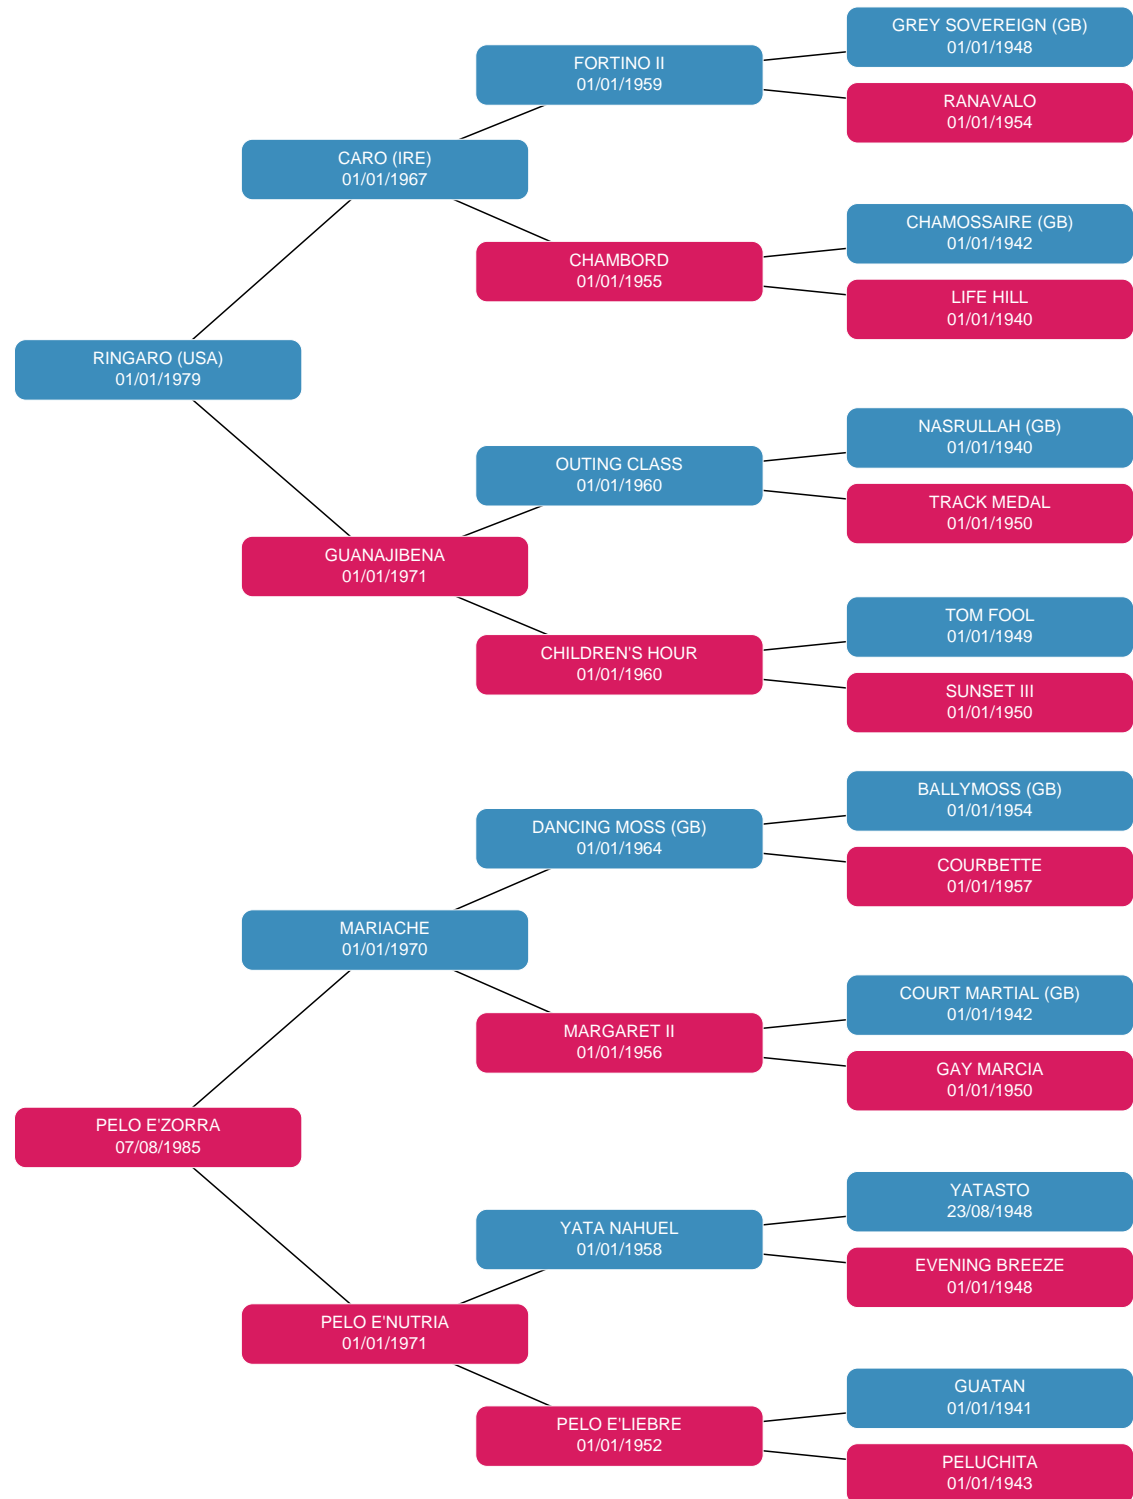 GREY SOVEREIGN (GB)
01/01/1948
FORTINO II
01/01/1959
RANAVALO
01/01/1954
CARO (IRE)
01/01/1967
CHAMOSSAIRE (GB)
01/01/1942
CHAMBORD
01/01/1955
LIFE HILL
01/01/1940
RINGARO (USA)
01/01/1979
NASRULLAH (GB)
01/01/1940
OUTING CLASS
01/01/1960
TRACK MEDAL
01/01/1950
GUANAJIBENA
01/01/1971
TOM FOOL
01/01/1949
CHILDREN'S HOUR
01/01/1960
SUNSET III
01/01/1950
BALLYMOSS (GB)
01/01/1954
DANCING MOSS (GB)
01/01/1964
COURBETTE
01/01/1957
MARIACHE
01/01/1970
COURT MARTIAL (GB)
01/01/1942
MARGARET II
01/01/1956
GAY MARCIA
01/01/1950
PELO E'ZORRA
07/08/1985
YATASTO
23/08/1948
YATA NAHUEL
01/01/1958
EVENING BREEZE
01/01/1948
PELO E'NUTRIA
01/01/1971
GUATAN
01/01/1941
PELO E'LIEBRE
01/01/1952
PELUCHITA
01/01/1943